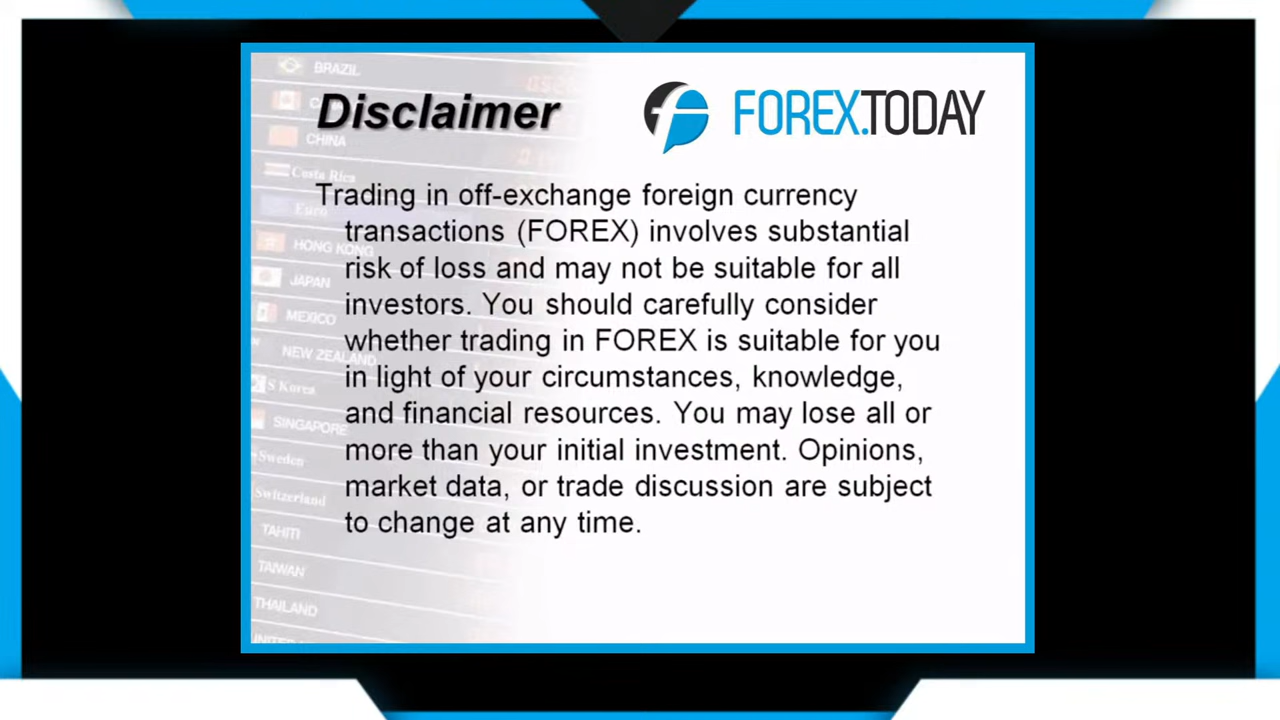 Disclaimer
FOREX.TODAY
Trading in off-exchange foreign currency
transactions (FOREX) involves substantial
risk of loss and may not be suitable for all
investors. You should carefully consider
whether trading in FOREX is suitable for you
in light of your circumstances, knowledge,
and financial resources. You may lose all or
more than your initial investment. Opinions,
market data, or trade discussion are subject
to change at any time.
BRAZIL
CHINA
Costa Rica
Euro
HONG KONG
JAPAN
MEXICO
NEW ZEALAND
S Korea
SINGAPORE
Sweden
Switzerland
TAHITI
TAIWAN
THAILAND